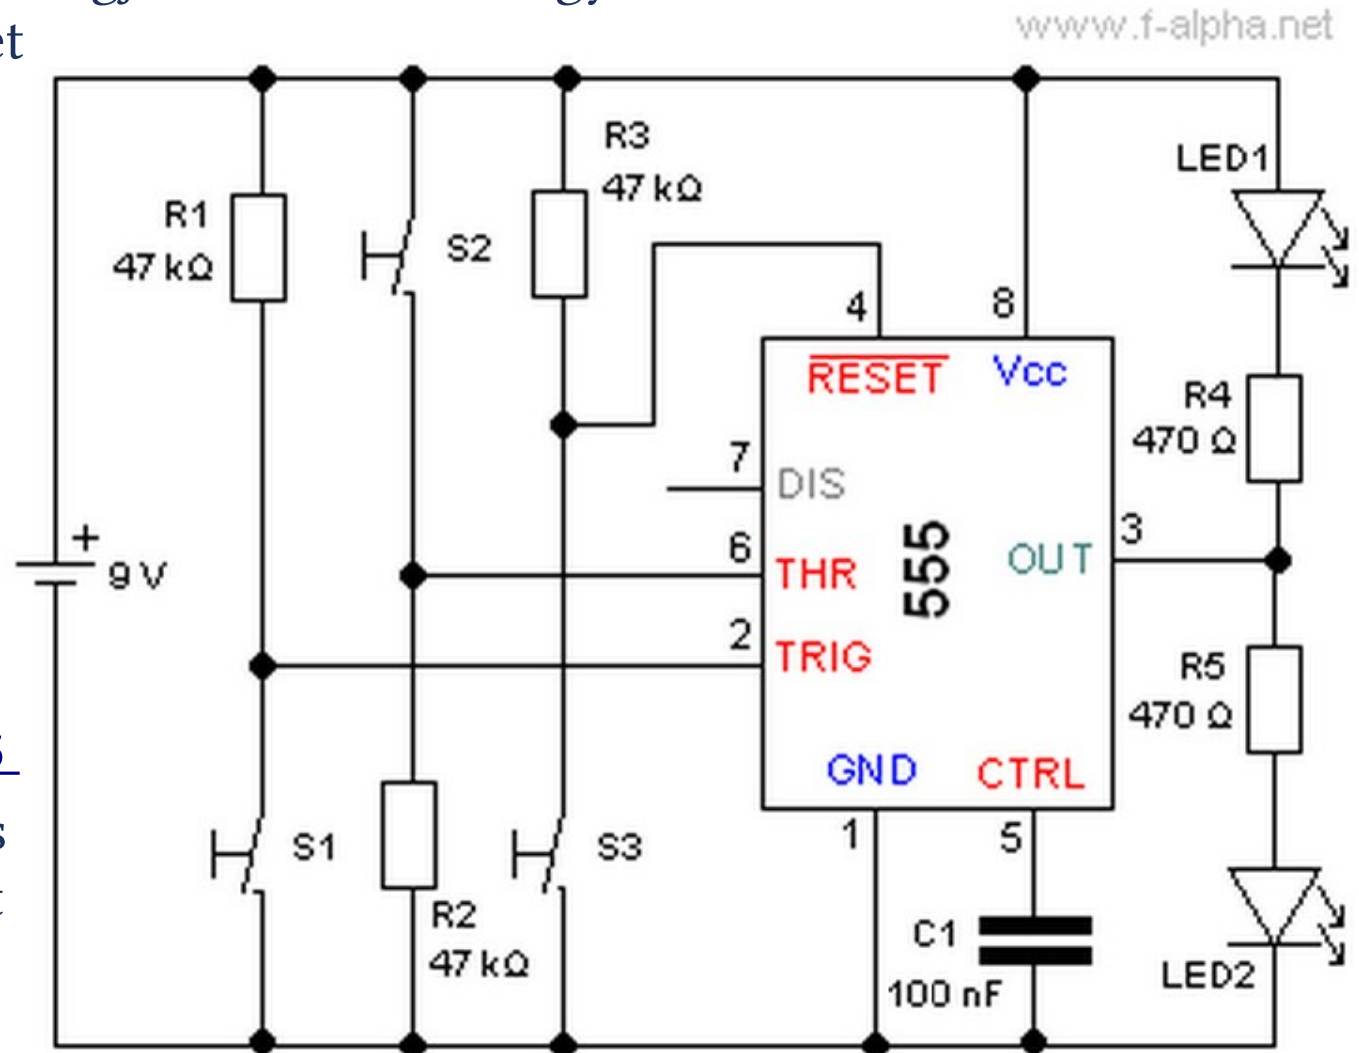 www.f-alpha.net
et
R3
47 kΩ
LED1
R1
47 kΩ
S2
4
8
RESET
Vcc
R4
470 Ω
7
DIS
+
9 V
6
THR
555
OUT
3
2
TRIG
R5
470 Ω
GND
CTRL
1
5
S1
S3
R2
47 kΩ
C1
100 nF
LED2